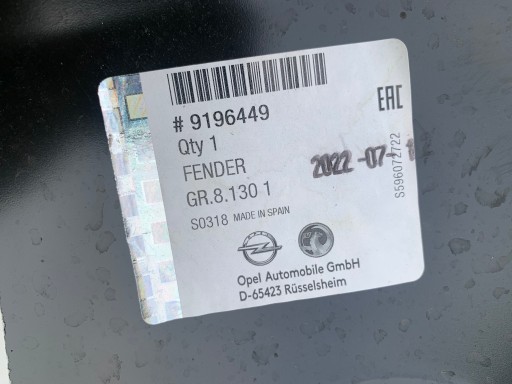 # 9196449
EAC
Qty 1
FENDER
2022-07-1
GR.8.130 1
S0318 MADE IN SPAIN
S596072722
Opel Automobile GmbH
D-65423 Rüsselsheim